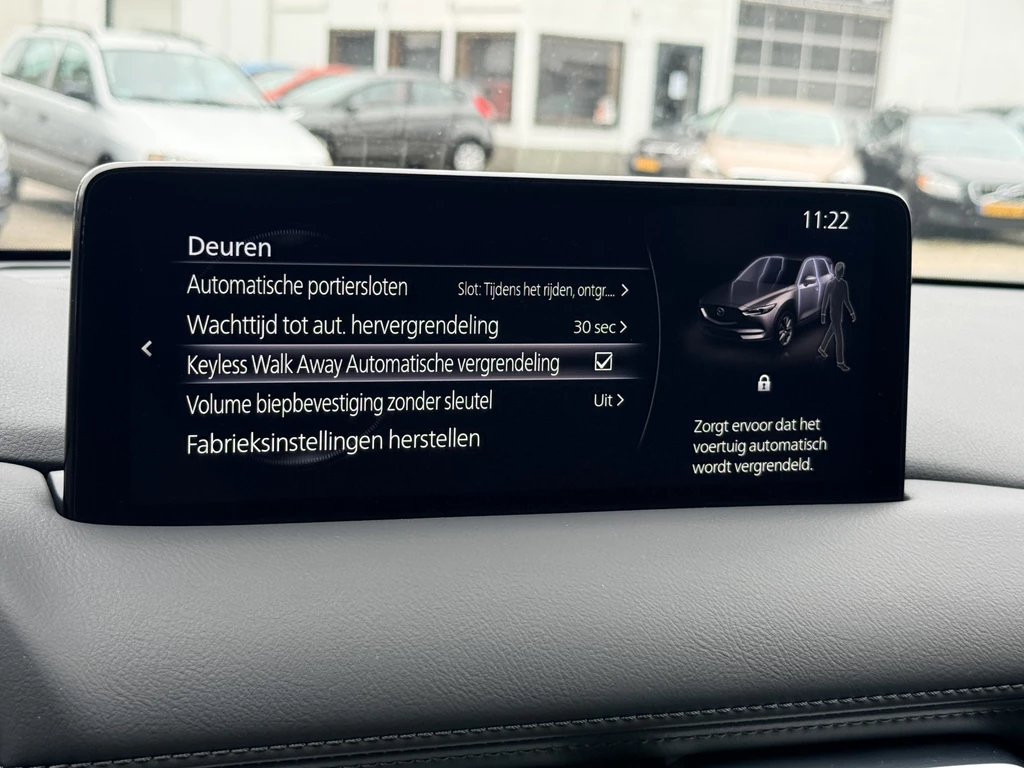 11:22
Deuren
Automatische portiersloten Slot: Tijdens het rijden, ontgr....
Wachttijd tot aut. hervergrendeling 30 sec
Keyless Walk Away Automatische vergrendeling
Volume biepbevestiging zonder sleutel Uit
Fabrieksinstellingen herstellen
Zorgt ervoor dat het
voertuig automatisch
wordt vergrendeld.